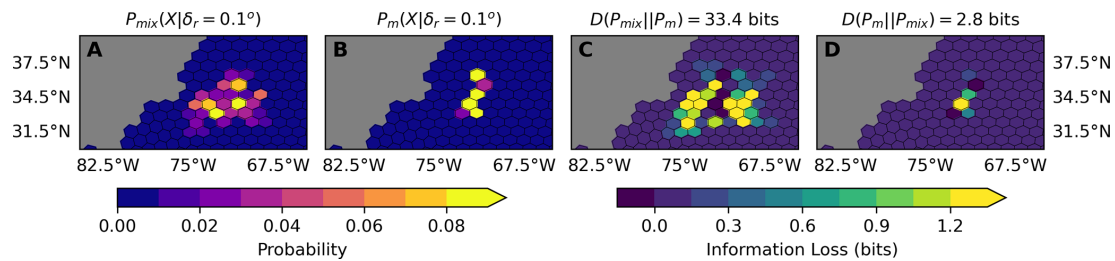 P_mix(X|δ_r = 0.1°) P_m(X|δ_r = 0.1°) D(P_mix||P_m) = 33.4 bits D(P_m||P_mix) = 2.8 bits
A B C D
37.5°N 37.5°N
34.5°N 34.5°N
31.5°N 31.5°N
82.5°W 75°W 67.5°W 82.5°W 75°W 67.5°W 82.5°W 75°W 67.5°W 82.5°W 75°W 67.5°W
0.00 0.02 0.04 0.06 0.08 0.0 0.3 0.6 0.9 1.2
Probability Information Loss (bits)